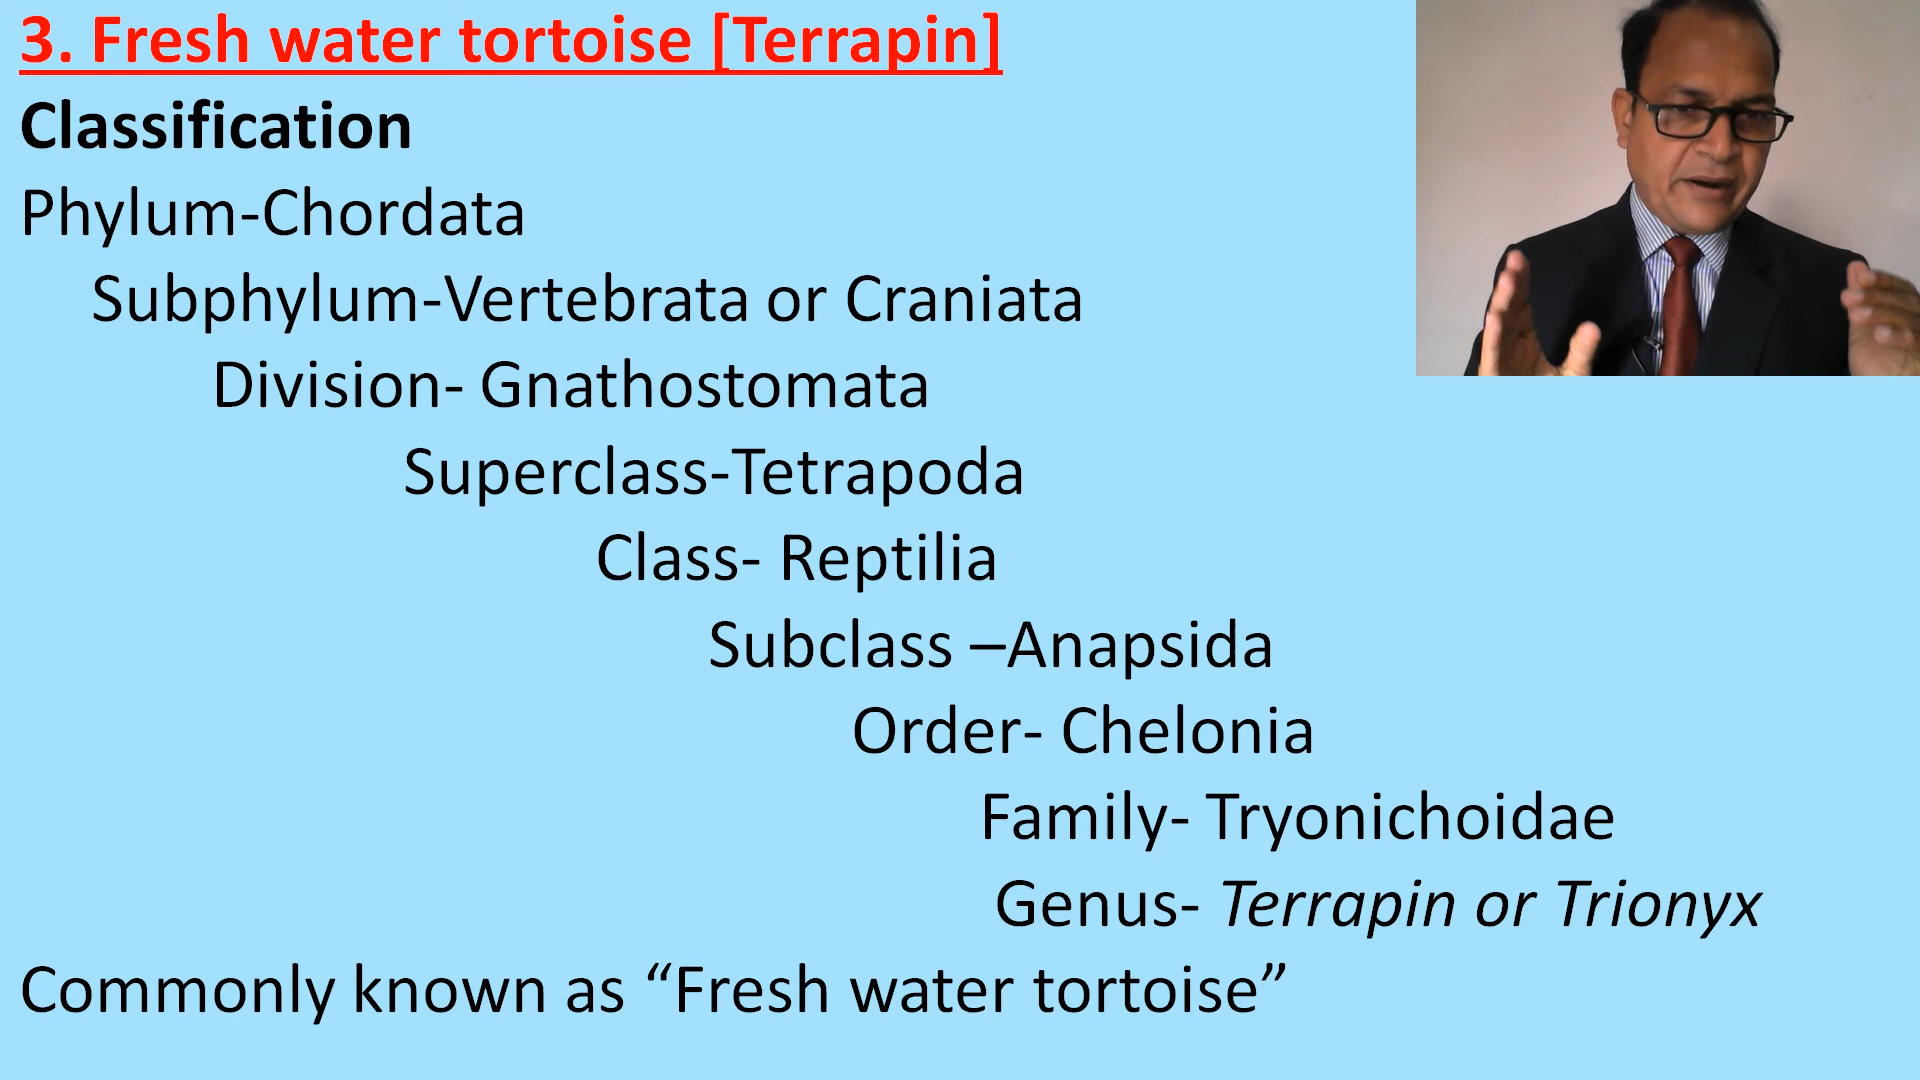 3. Fresh water tortoise [Terrapin]
Classification
Phylum-Chordata
Subphylum-Vertebrata or Craniata
Division- Gnathostomata
Superclass-Tetrapoda
Class- Reptilia
Subclass –Anapsida
Order- Chelonia
Family- Tryonichoidae
Genus- Terrapin or Trionyx
Commonly known as “Fresh water tortoise”